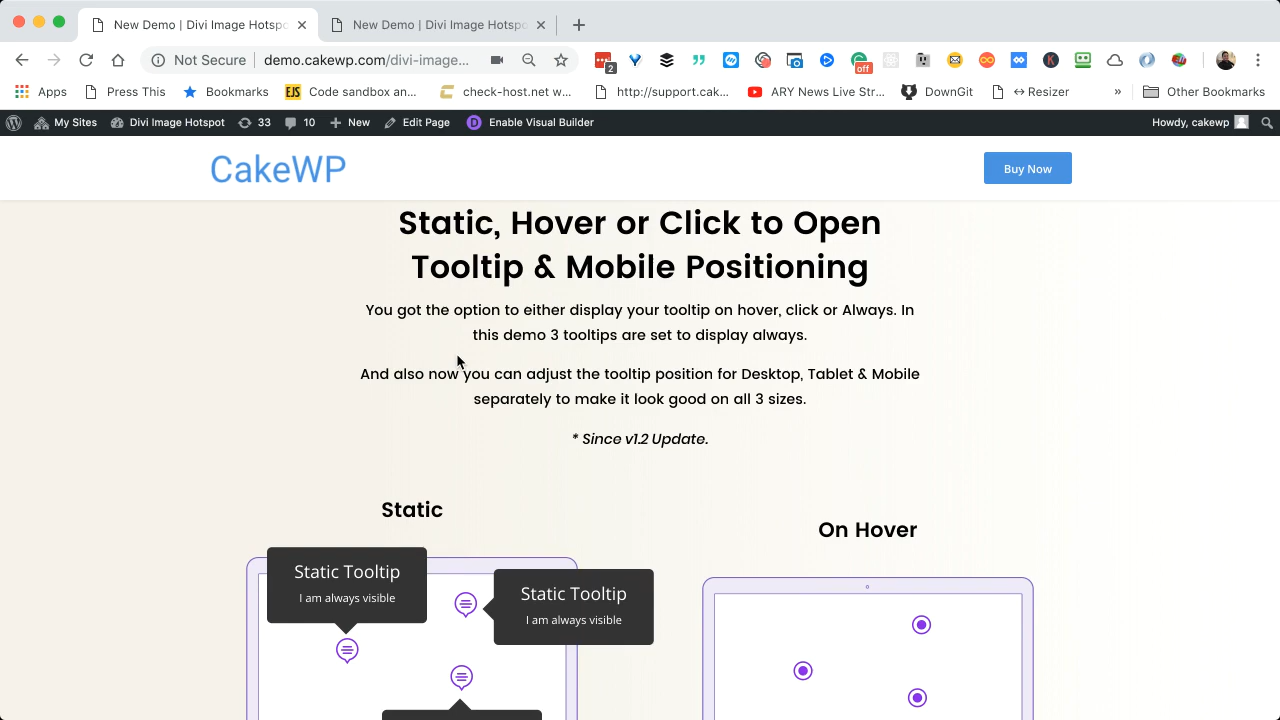 New Demo | Divi Image Hotspo
New Demo | Divi Image Hotspo
Not Secure
demo.cakewp.com/divi-image...
2
off
Apps
Press This
Bookmarks
EJS
Code sandbox an...
check-host.net w...
http://support.cak...
ARY News Live Str...
DownGit
<-> Resizer
»
Other Bookmarks
My Sites
Divi Image Hotspot
33
10
New
Edit Page
D
Enable Visual Builder
Howdy, cakewp
CakeWP
Buy Now
Static, Hover or Click to Open
Tooltip & Mobile Positioning
You got the option to either display your tooltip on hover, click or Always. In
this demo 3 tooltips are set to display always.
And also now you can adjust the tooltip position for Desktop, Tablet & Mobile
separately to make it look good on all 3 sizes.
* Since v1.2 Update.
Static
On Hover
Static Tooltip
I am always visible
Static Tooltip
I am always visible